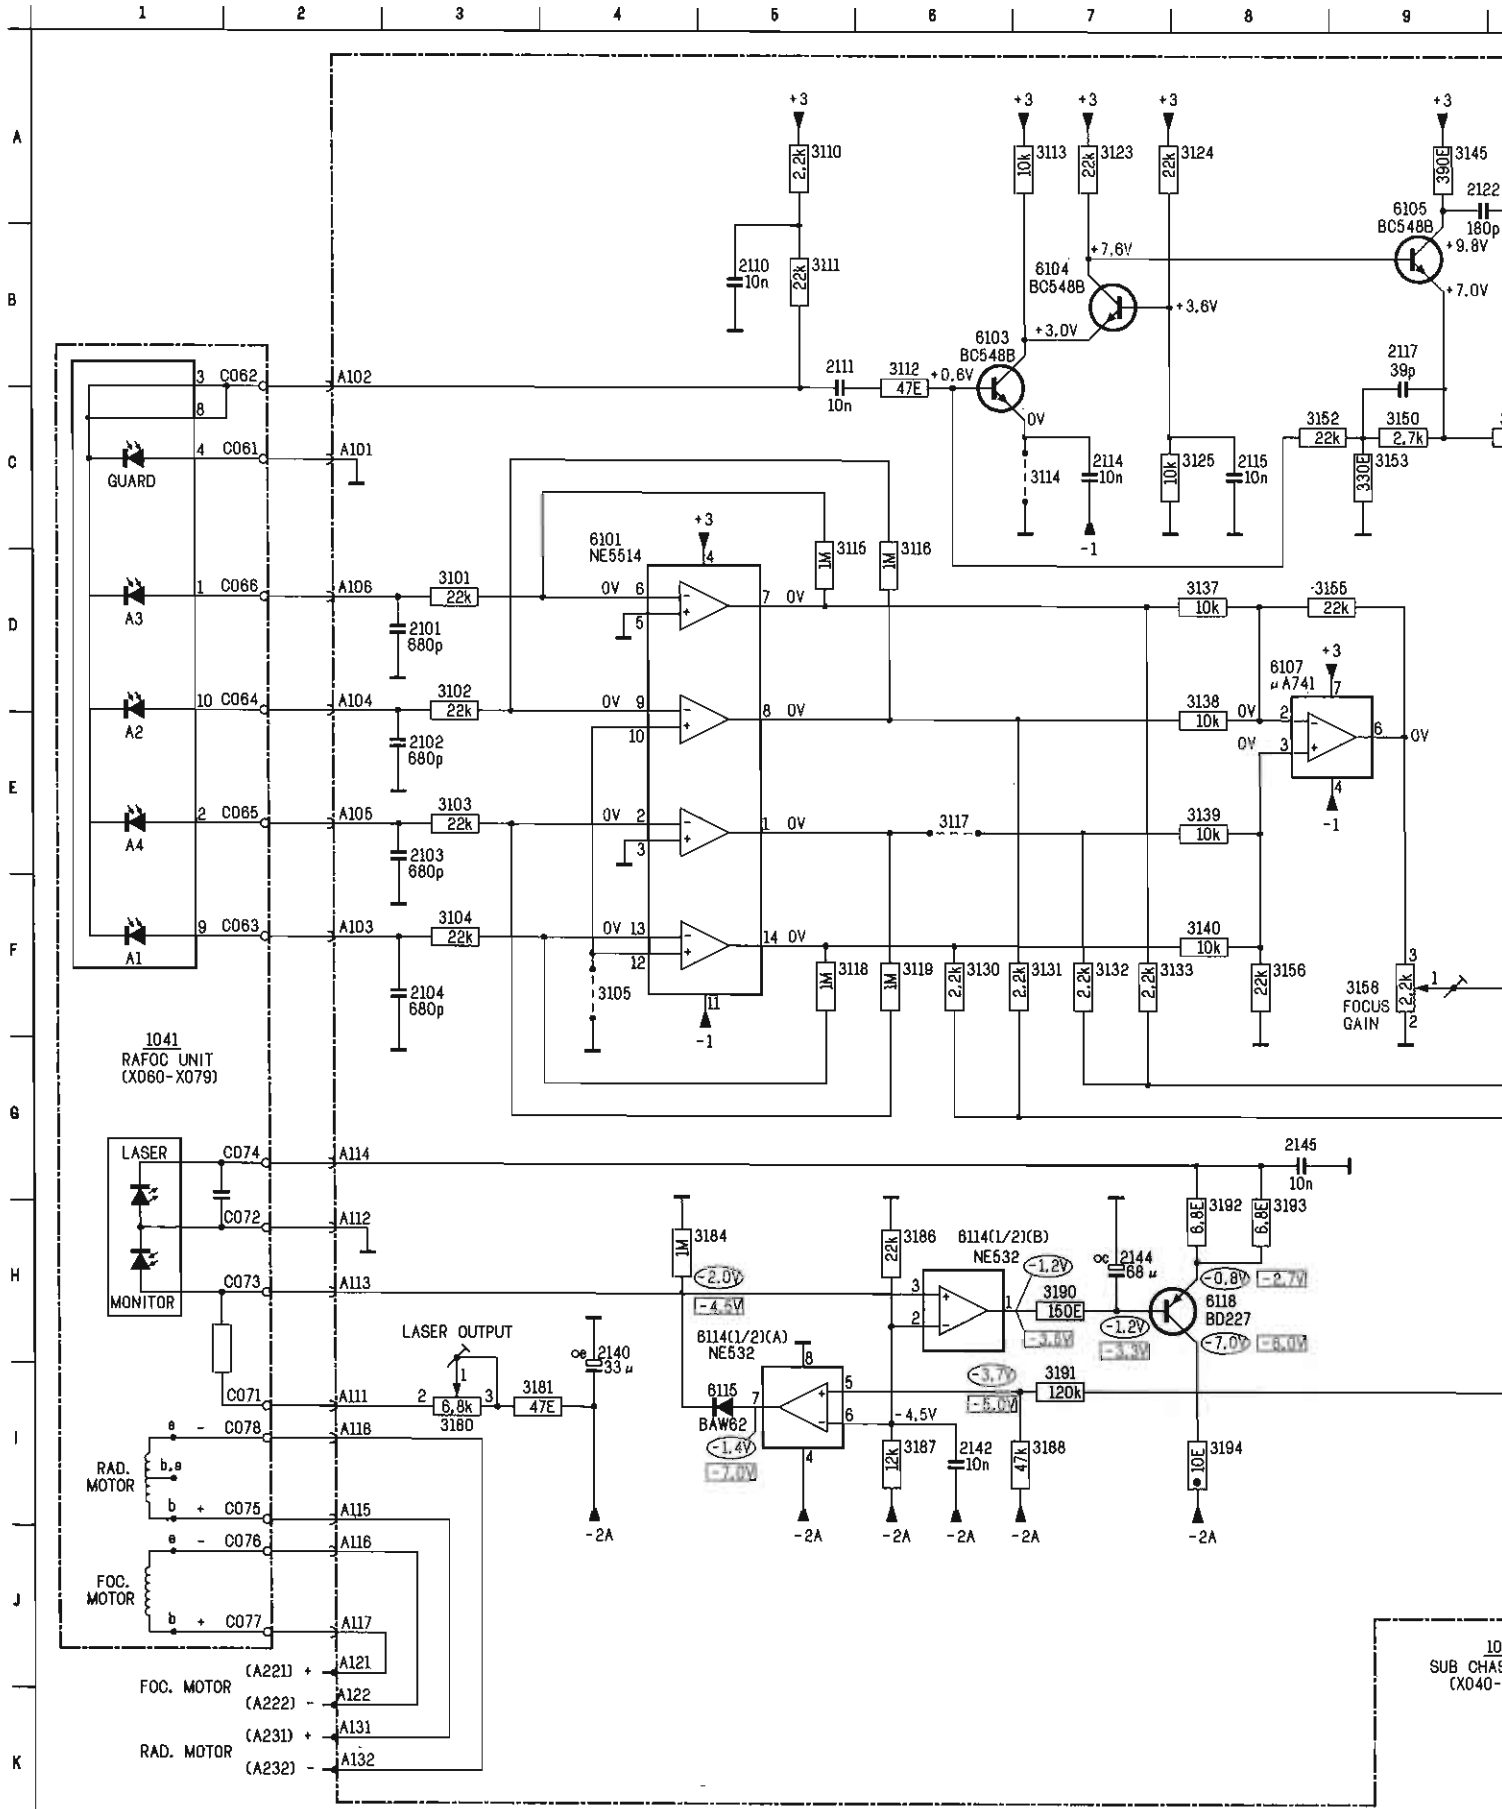 1 2 3 4 5 6 7 8 9
A
B
C
D
E
F
G
H
I
J
K
+3 +3 +3 +3 +3
2,2k 3110
10k 3113
22k 3123
22k 3124
390E 3145
2122
180p
6105
BC548B
+9.8V
+7.0V
2110
10n
22k 3111
+7,6V
6104
BC548B
+3,6V
+3,0V
6103
BC548B
2117
39p
3 C062 A102
8
2111
10n
3112
47E
+0,6V
0V
4 C061 A101
GUARD
3114
2114
10n
-1
10k 3125
2115
10n
3152
22k
3150
2,7k
330E 3153
6101
NE5514
+3
4
1M 3115
1M 3116
1 C066 A106
A3
3101
22k
2101
680p
0V 6
5
7 0V
3137
10k
3155
22k
6107
µA741
+3
7
10 C064 A104
A2
3102
22k
2102
680p
0V 9
10
8 0V
3138
10k
0V 2
0V 3
6 0V
4
-1
2 C065 A105
A4
3103
22k
2103
680p
0V 2
3
1 0V
3117
3139
10k
9 C063 A103
A1
3104
22k
2104
680p
0V 13
12
14 0V
3140
10k
3105
11
-1
1M 3118
1M 3119
2,2k 3130
2,2k 3131
2,2k 3132
2,2k 3133
22k 3156
3158
FOCUS
GAIN
2,2k
3
1
2
1041
RAFOC UNIT
(X060-X079)
LASER
C074 A114
C072 A112
C073 A113
MONITOR
2145
10n
1M 3184
-2.0V
-4.5V
22k 3186
6114(1/2)(B)
NE532
3
2
1
-1,2V
3190
150E
-3.6V
2144
68 µ
-1.2V
-3.3V
6.8E 3192
6.8E 3193
-0.8V -2.7V
6118
BD227
-7.0V -6.0V
LASER OUTPUT
2140
33 µ
6114(1/2)(A)
NE532
8
C071 A111
2 1 3
6,8k
3180
3181
47E
6115
BAW62
7
5
6
4
-1.4V
-7.0V
-4,5V
-3.7V
-5.0V
3191
120k
12k 3187
2142
10n
47k 3188
10E 3194
-2A -2A -2A -2A -2A -2A
RAD.
MOTOR
e - C078 A118
b,e
b + C075 A115
FOC.
MOTOR
e - C076 A116
b + C077 A117
FOC. MOTOR
(A221) + A121
(A222) - A122
RAD. MOTOR
(A231) + A131
(A232) - A132
10
SUB CHAS
(X040-